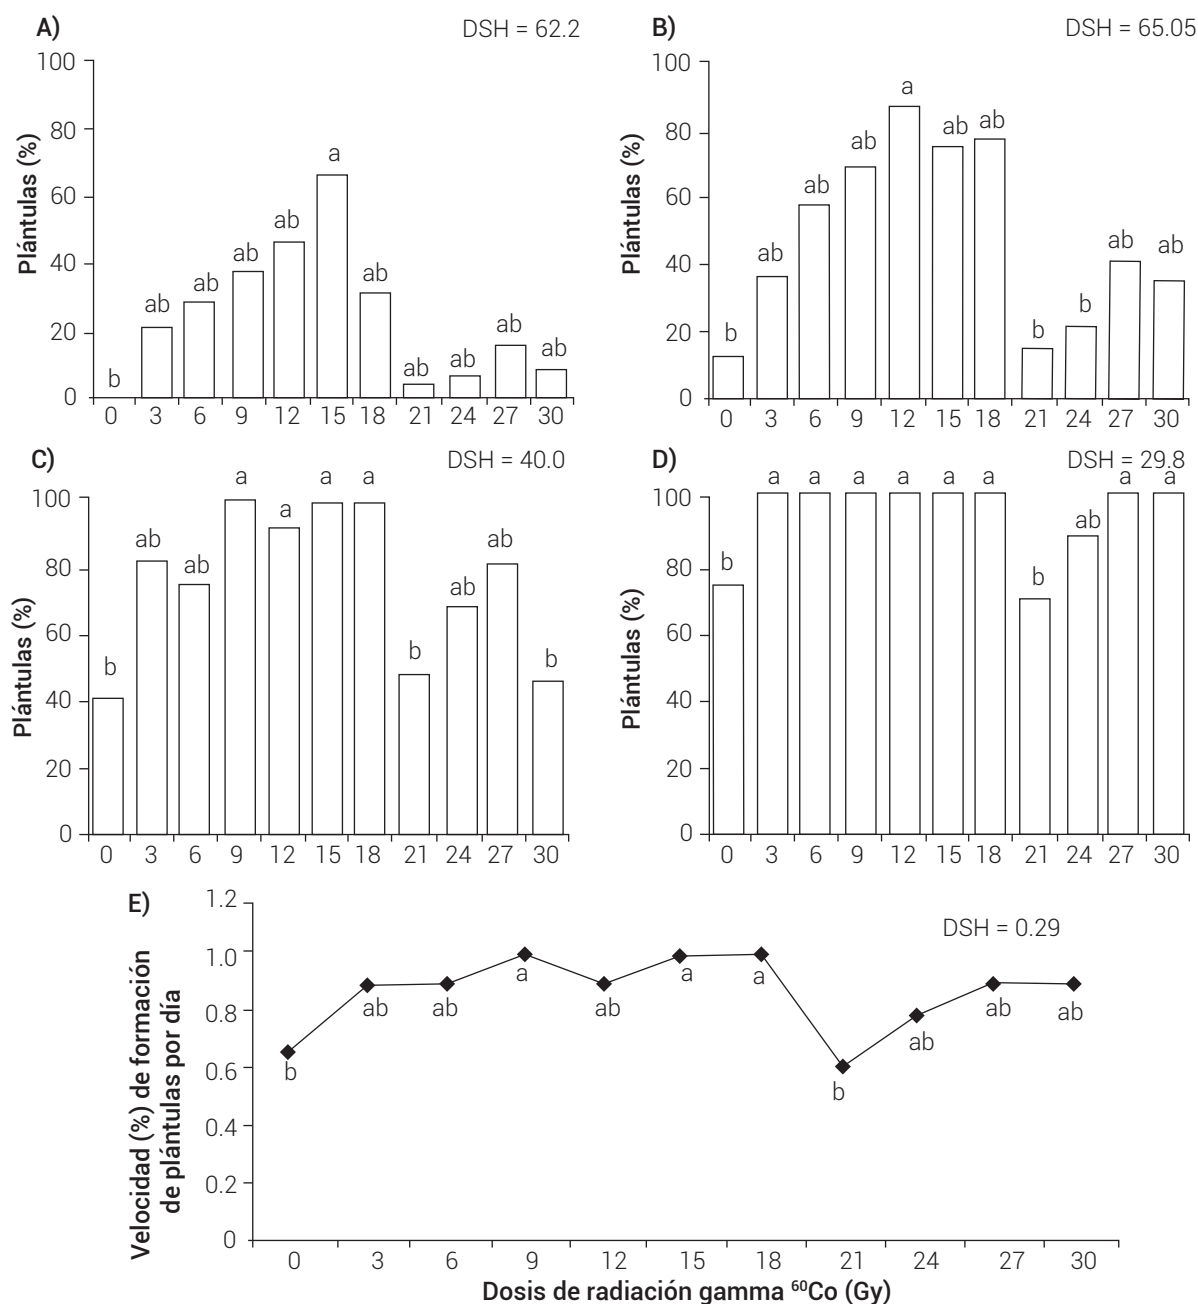 A)
DSH = 62.2
Plántulas (%)
100
80
60
40
20
0
b
ab
ab
ab
ab
a
ab
ab
ab
ab
ab
0 3 6 9 12 15 18 21 24 27 30
B)
DSH = 65.05
Plántulas (%)
100
80
60
40
20
0
b
ab
ab
ab
a
ab
ab
b
b
ab
ab
0 3 6 9 12 15 18 21 24 27 30
C)
DSH = 40.0
Plántulas (%)
100
80
60
40
20
0
b
ab
ab
a
a
a
a
b
ab
ab
b
0 3 6 9 12 15 18 21 24 27 30
D)
DSH = 29.8
Plántulas (%)
100
80
60
40
20
0
b
a
a
a
a
a
a
b
ab
a
a
0 3 6 9 12 15 18 21 24 27 30
E)
DSH = 0.29
Velocidad (%) de formación
de plántulas por día
1.2
1.0
0.8
0.6
0.4
0.2
0
b
ab
ab
a
ab
a
a
b
ab
ab
ab
0 3 6 9 12 15 18 21 24 27 30
Dosis de radiación gamma ⁶⁰Co (Gy)